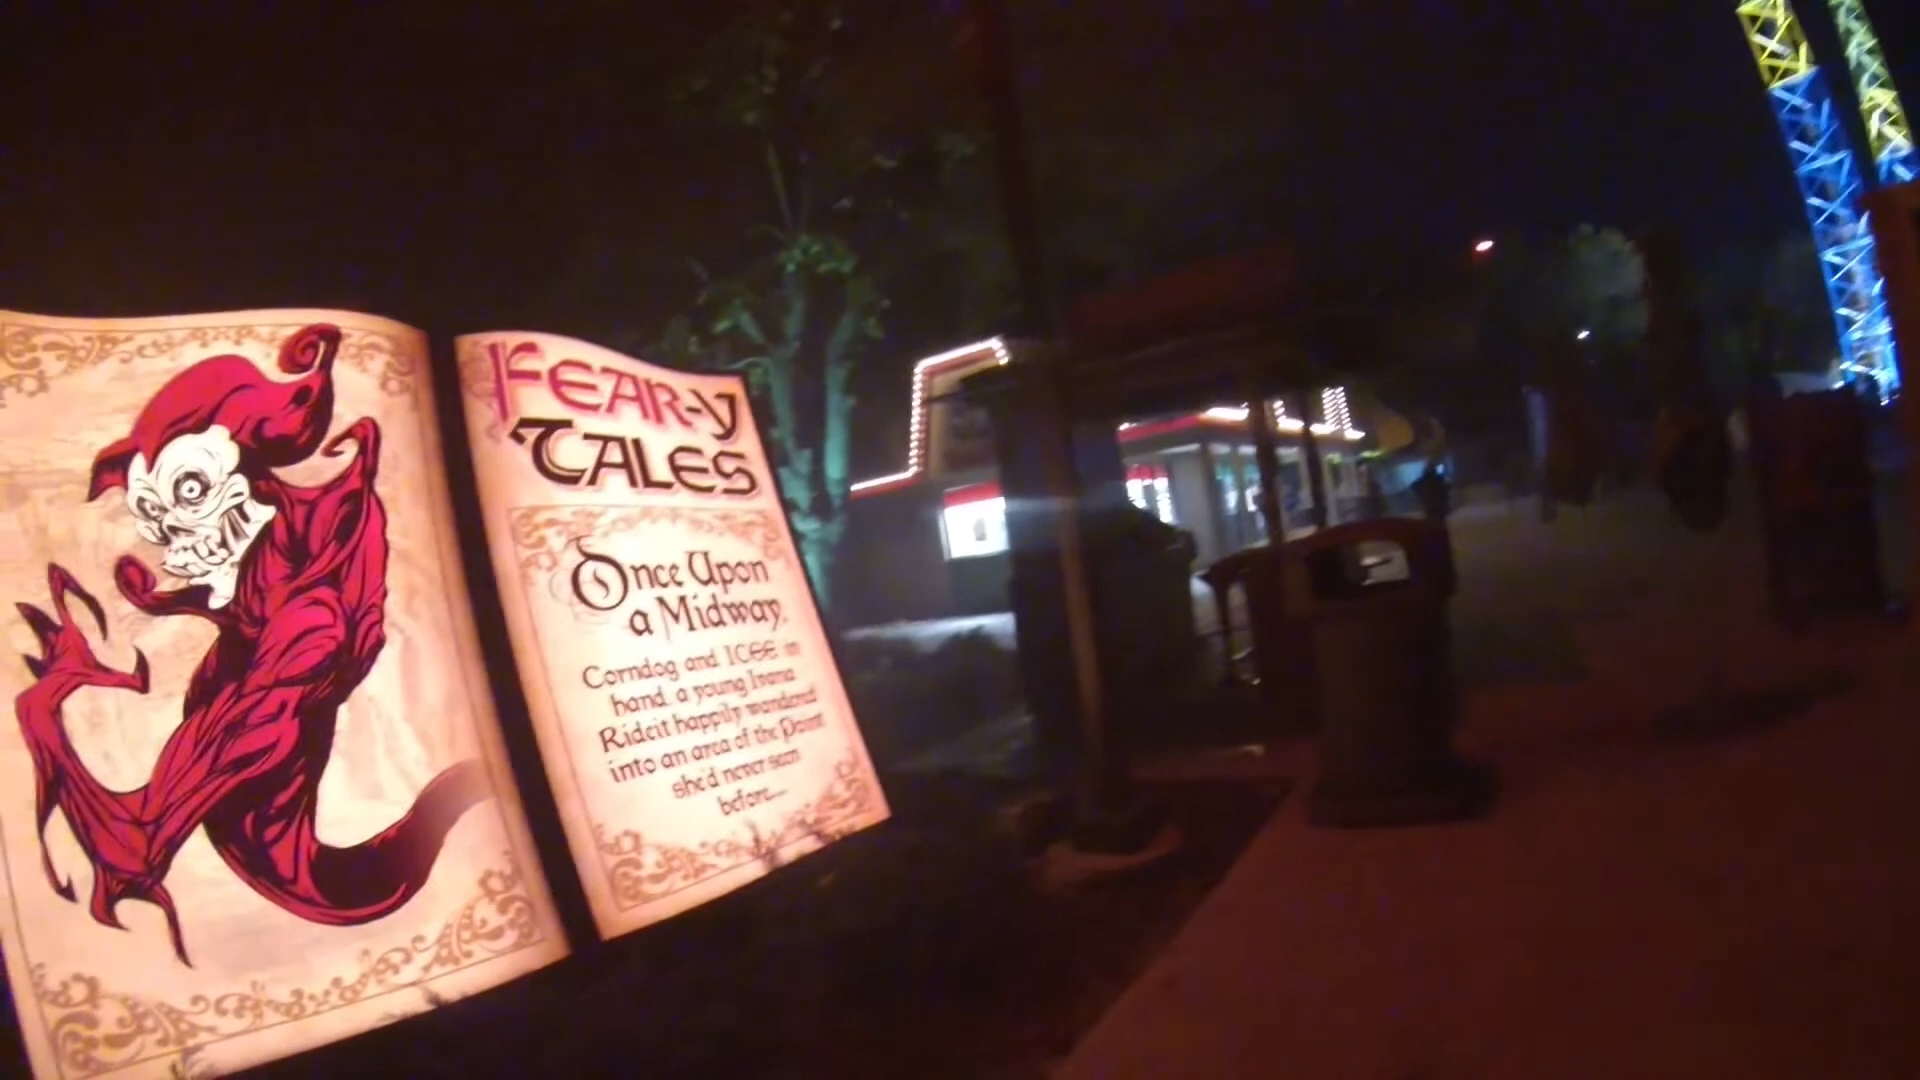 FEAR-Y
TALES
Once Upon
a Midway
Corndog and ICEE in
hand, a young Ivana
Rideit happily wandered
into an area of the Point
she'd never seen
before...